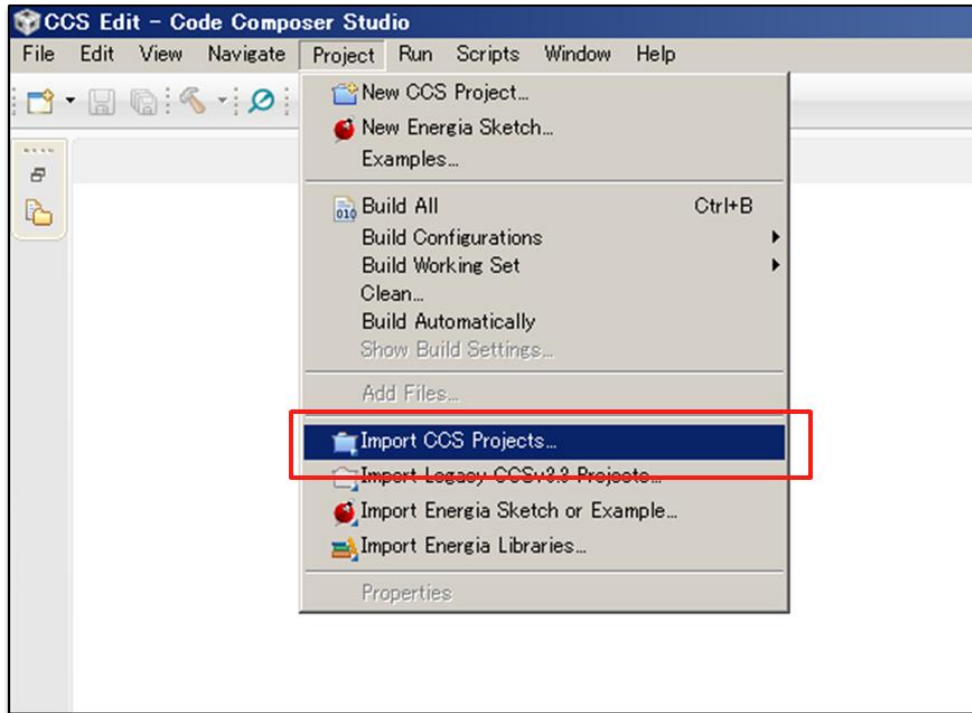 CCS Edit - Code Composer Studio
File Edit View Navigate Project Run Scripts Window Help
New CCS Project...
New Energia Sketch...
Examples...
010 Build All Ctrl+B
Build Configurations
Build Working Set
Clean...
Build Automatically
Show Build Settings...
Add Files...
Import CCS Projects...
Import Legacy CCSv3.3 Projects...
Import Energia Sketch or Example...
Import Energia Libraries...
Properties